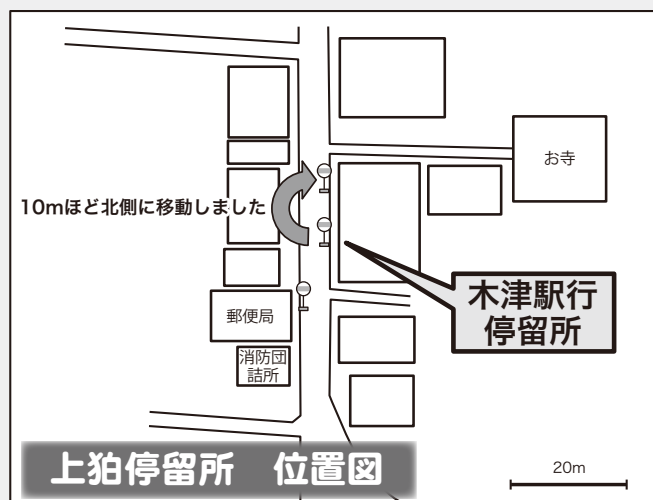 お寺
10mほど北側に移動しました
木津駅行
停留所
郵便局
消防団
詰所
上狛停留所　位置図
20m